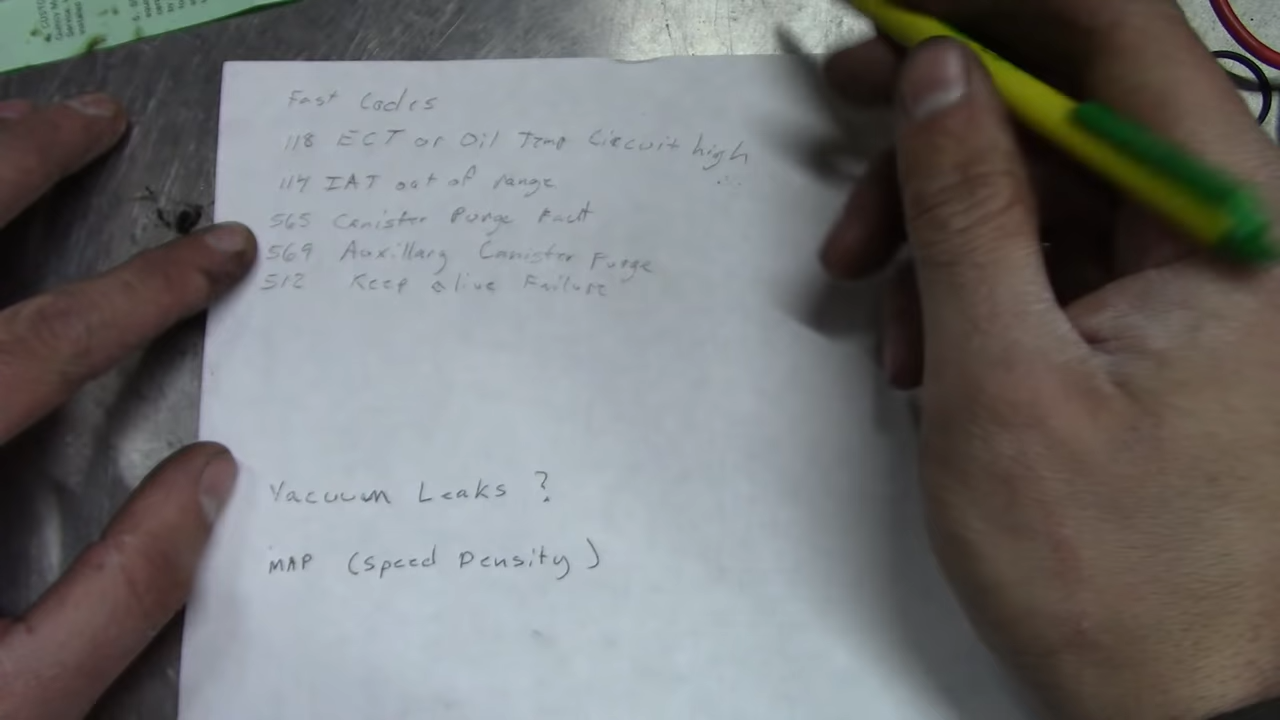 Fast Codes
118 ECT or Oil Temp Circuit high
114 IAT out of range
565 Canister Purge Fault
569 Auxillary Canister Purge
512 Keep alive Failure
Vacuum Leaks ?
MAP (Speed Density)